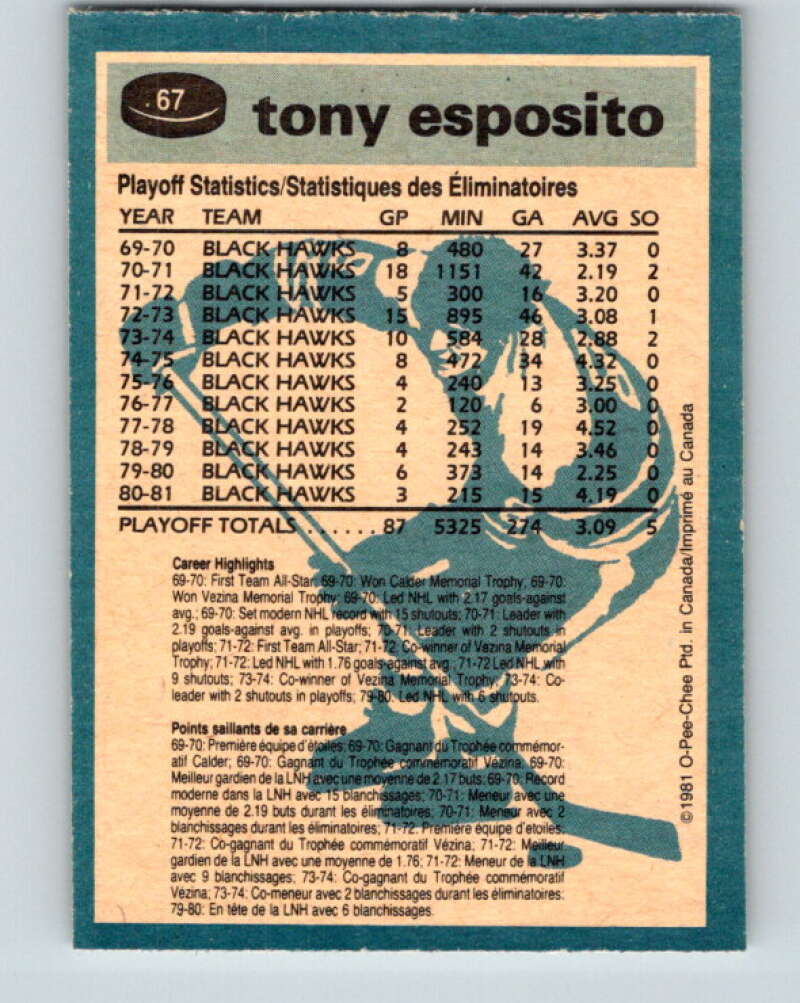 67
tony esposito
Playoff Statistics/Statistiques des Éliminatoires
YEAR TEAM GP MIN GA AVG SO
69-70 BLACK HAWKS 8 480 27 3.37 0
70-71 BLACK HAWKS 18 1151 42 2.19 2
71-72 BLACK HAWKS 5 300 16 3.20 0
72-73 BLACK HAWKS 15 895 46 3.08 1
73-74 BLACK HAWKS 10 584 28 2.88 2
74-75 BLACK HAWKS 8 472 34 4.32 0
75-76 BLACK HAWKS 4 240 13 3.25 0
76-77 BLACK HAWKS 2 120 6 3.00 0
77-78 BLACK HAWKS 4 252 19 4.52 0
78-79 BLACK HAWKS 4 243 14 3.46 0
79-80 BLACK HAWKS 6 373 14 2.25 0
80-81 BLACK HAWKS 3 215 15 4.19 0
PLAYOFF TOTALS . . . . . . 87 5325 274 3.09 5
Career Highlights
69-70: First Team All-Star; 69-70: Won Calder Memorial Trophy; 69-70:
Won Vezina Memorial Trophy; 69-70: Led NHL with 2.17 goals-against
avg.; 69-70: Set modern NHL record with 15 shutouts; 70-71: Leader with
2.19 goals-against avg. in playoffs; 70-71: Leader with 2 shutouts in
playoffs; 71-72: First Team All-Star; 71-72: Co-winner of Vezina Memorial
Trophy; 71-72: Led NHL with 1.76 goals-against avg.; 71-72 Led NHL with
9 shutouts; 73-74: Co-winner of Vezina Memorial Trophy; 73-74: Co-
leader with 2 shutouts in playoffs; 79-80. Led NHL with 6 shutouts.
Points saillants de sa carrière
69-70: Première équipe d'étoiles; 69-70: Gagnant du Trophée commémor-
atif Calder; 69-70: Gagnant du Trophée commémoratif Vézina; 69-70:
Meilleur gardien de la LNH avec une moyenne de 2.17 buts; 69-70: Record
moderne dans la LNH avec 15 blanchissages; 70-71: Meneur avec une
moyenne de 2.19 buts durant les éliminatoires; 70-71: Meneur avec 2
blanchissages durant les éliminatoires; 71-72: Première équipe d'etoiles;
71-72: Co-gagnant du Trophée commémoratif Vézina; 71-72: Meilleur
gardien de la LNH avec une moyenne de 1.76; 71-72: Meneur de la LNH
avec 9 blanchissages; 73-74: Co-gagnant du Trophée commémoratif
Vézina; 73-74: Co-meneur avec 2 blanchissages durant les éliminatoires:
79-80: En tête de la LNH avec 6 blanchissages.
©1981 O-Pee-Chee Ptd. in Canada/Imprimé au Canada